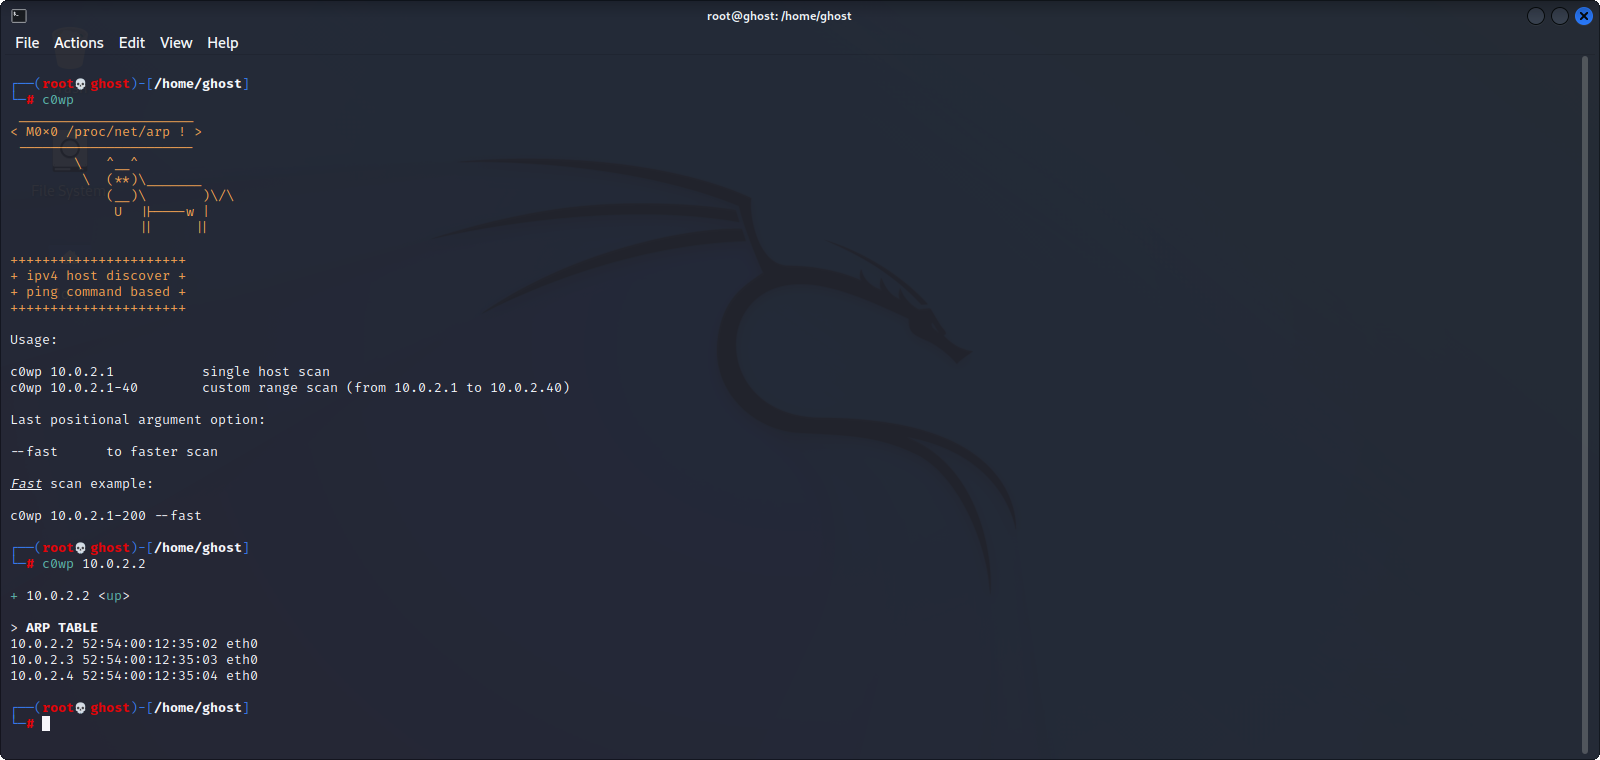 root@ghost: /home/ghost
File Actions Edit View Help
┌──(root💀ghost)-[/home/ghost]
└─# c0wp
 ______________________
< M0×0 /proc/net/arp ! >
 ----------------------
        \   ^__^
         \  (**)\_______
            (__)\       )\/\
             U  ||----w |
                ||     ||
++++++++++++++++++++++
+ ipv4 host discover +
+ ping command based +
++++++++++++++++++++++
Usage:
c0wp 10.0.2.1           single host scan
c0wp 10.0.2.1-40        custom range scan (from 10.0.2.1 to 10.0.2.40)
Last positional argument option:
--fast      to faster scan
Fast scan example:
c0wp 10.0.2.1-200 --fast
┌──(root💀ghost)-[/home/ghost]
└─# c0wp 10.0.2.2
+ 10.0.2.2 <up>
> ARP TABLE
10.0.2.2 52:54:00:12:35:02 eth0
10.0.2.3 52:54:00:12:35:03 eth0
10.0.2.4 52:54:00:12:35:04 eth0
┌──(root💀ghost)-[/home/ghost]
└─#
File System